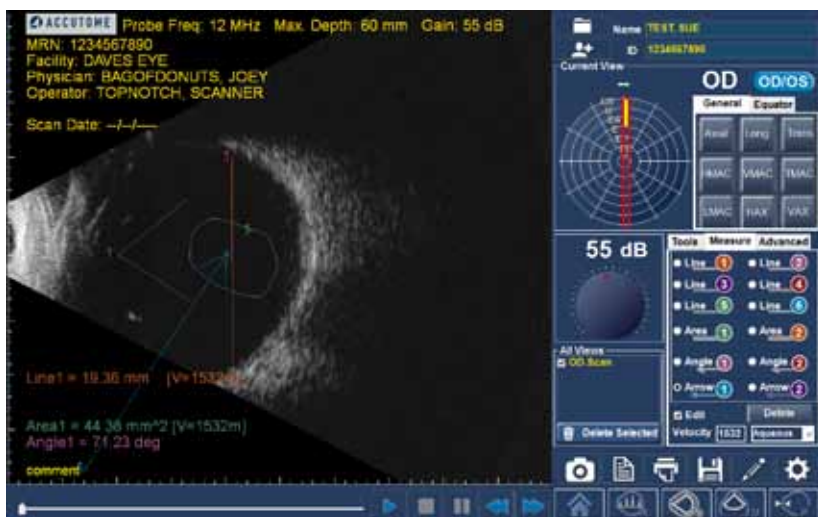 ACCUTOME Probe Freq: 12 MHz Max. Depth: 60 mm Gain: 55 dB
MRN: 1234567890
Facility: DAVES EYE
Physician: BAGOFDONUTS, JOEY
Operator: TOPNOTCH, SCANNER
Scan Date: --/--/----
Line1 = 19.36 mm [V=1532m]
Area1 = 44.36 mm^2 [V=1532m]
Angle1 = 71.23 deg
comment
Name TEST, SUE
ID 1234567890
Current View
OD OD/OS
General Equator
Axial Long Trans
HMAC VMAC TMAC
LMAC HAX VAX
55 dB
Tools Measure Advanced
Line 1 Line 2
Line 3 Line 4
Line 5 Line 6
Area 1 Area 2
Angle 1 Angle 2
Arrow 1 Arrow 2
Edit Delete
Velocity 1532 Aqueous
All Views
OD Scan
Delete Selected